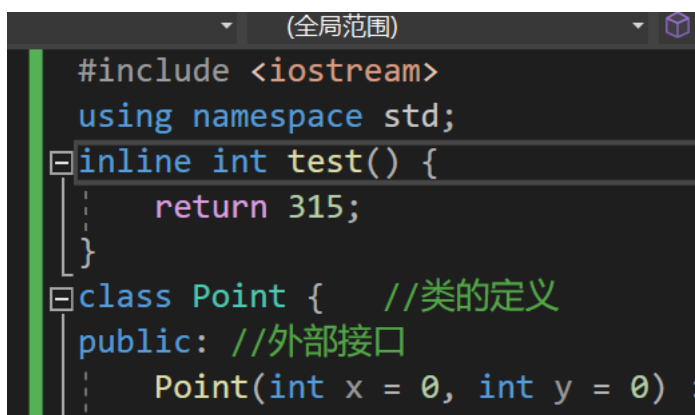 (全局范围)
#include <iostream>
using namespace std;
inline int test() {
return 315;
}
class Point { //类的定义
public: //外部接口
Point(int x = 0, int y = 0) :